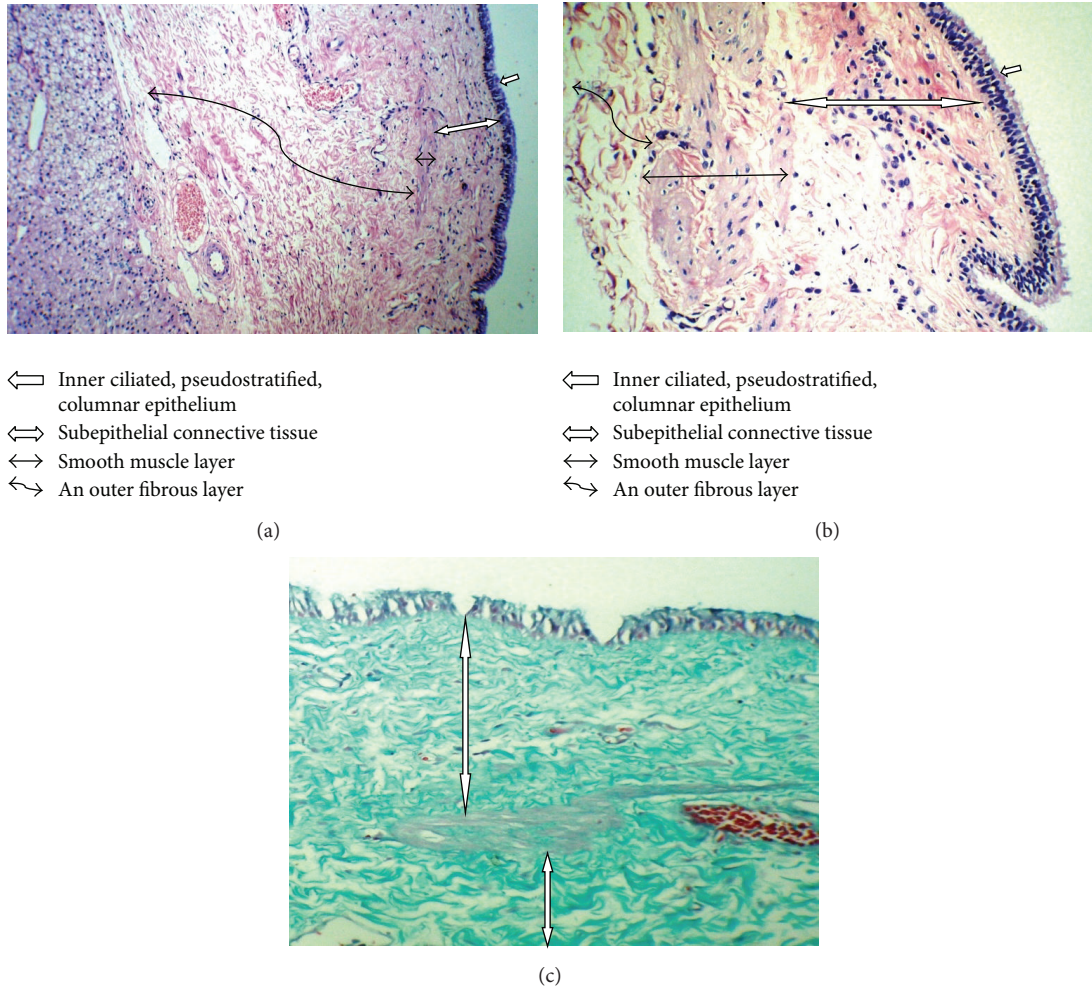 Inner ciliated, pseudostratified,
columnar epithelium
Subepithelial connective tissue
Smooth muscle layer
An outer fibrous layer
(a)
Inner ciliated, pseudostratified,
columnar epithelium
Subepithelial connective tissue
Smooth muscle layer
An outer fibrous layer
(b)
(c)